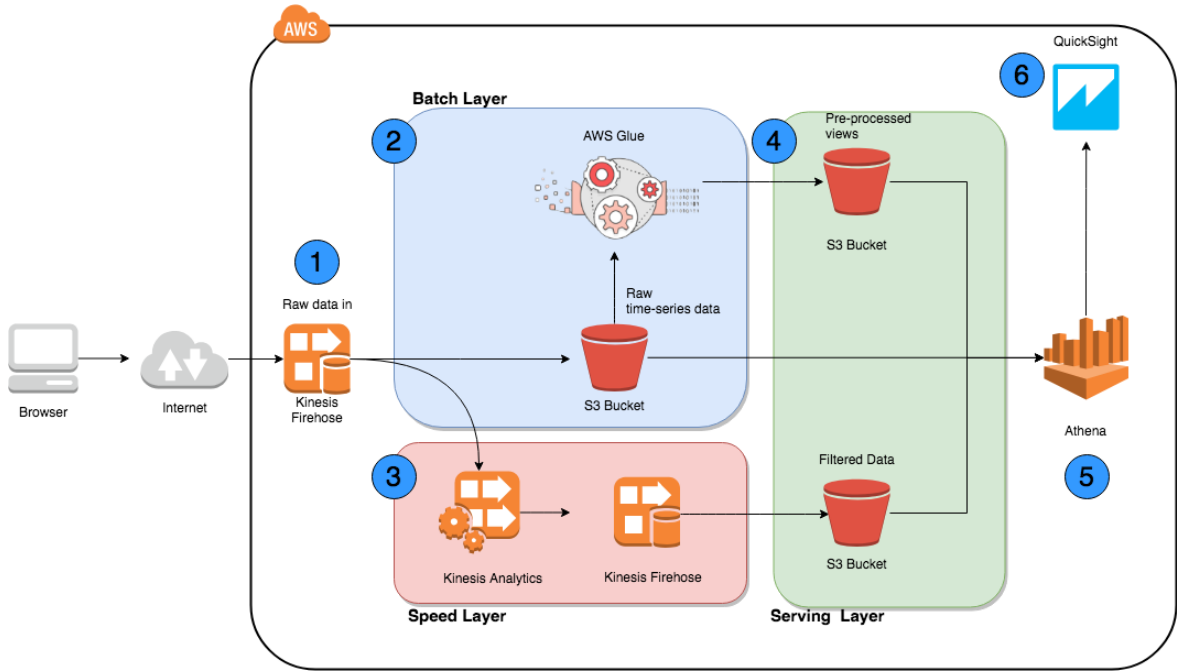 AWS
QuickSight
6
Batch Layer
2
AWS Glue
4
Pre-processed
views
S3 Bucket
1
Raw data in
Raw
time-series data
Kinesis
Firehose
S3 Bucket
Browser
Internet
Athena
5
3
Filtered Data
Kinesis Analytics
Kinesis Firehose
S3 Bucket
Speed Layer
Serving Layer